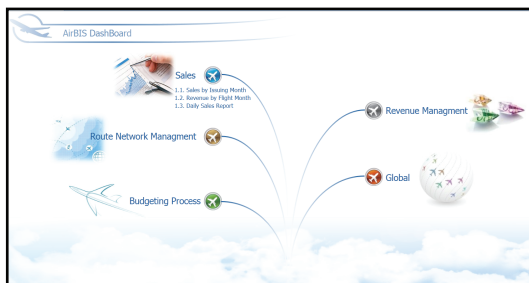 AirBIS DashBoard
Sales
1.1. Sales by Issuing Month
1.2. Revenue by Flight Month
1.3. Daily Sales Report
Route Network Managment
Budgeting Process
Revenue Managment
Global